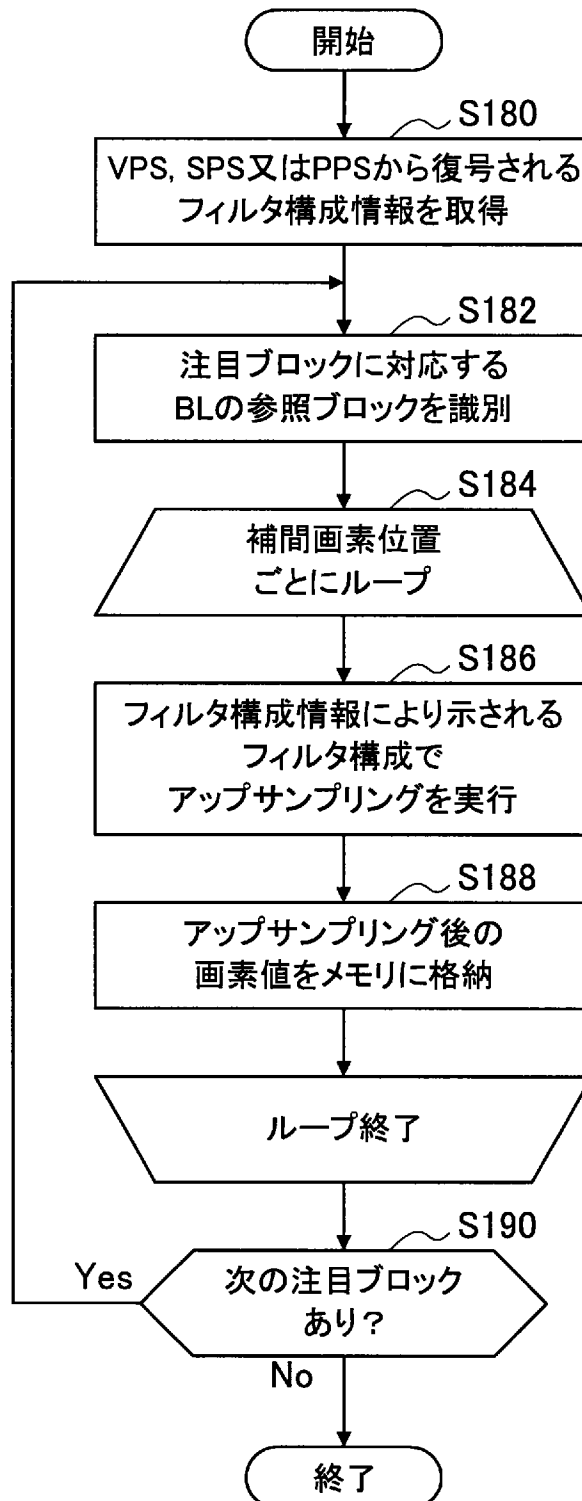 開始
S180
VPS, SPS又はPPSから復号される
フィルタ構成情報を取得
S182
注目ブロックに対応する
BLの参照ブロックを識別
S184
補間画素位置
ごとにループ
S186
フィルタ構成情報により示される
フィルタ構成で
アップサンプリングを実行
S188
アップサンプリング後の
画素値をメモリに格納
ループ終了
S190
Yes
次の注目ブロック
あり?
No
終了